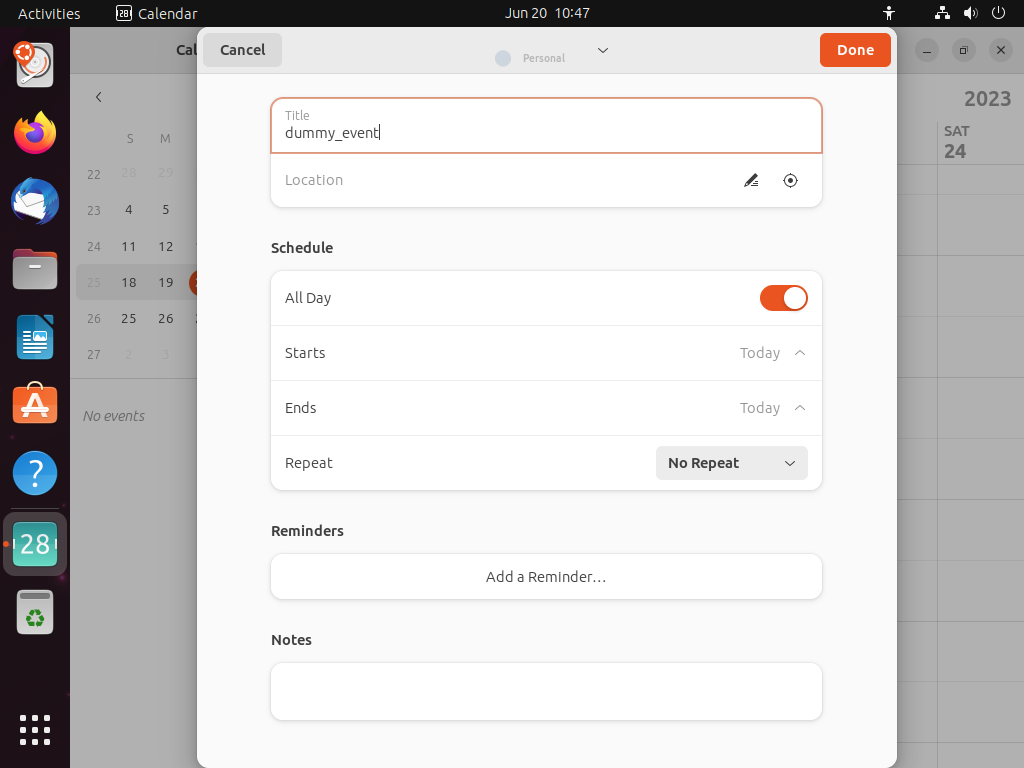 Activities
Calendar
Jun 20 10:47
Cal
Cancel
Personal
Done
2023
S M
SAT
24
22 28 29
23 4 5
24 11 12
25 18 19
26 25 26
27 2 3
No events
Title
dummy_event
Location
Schedule
All Day
Starts Today
Ends Today
Repeat No Repeat
Reminders
Add a Reminder…
Notes
28